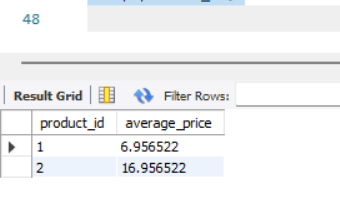 48
Result Grid Filter Rows:
product_id average_price
1 6.956522
2 16.956522